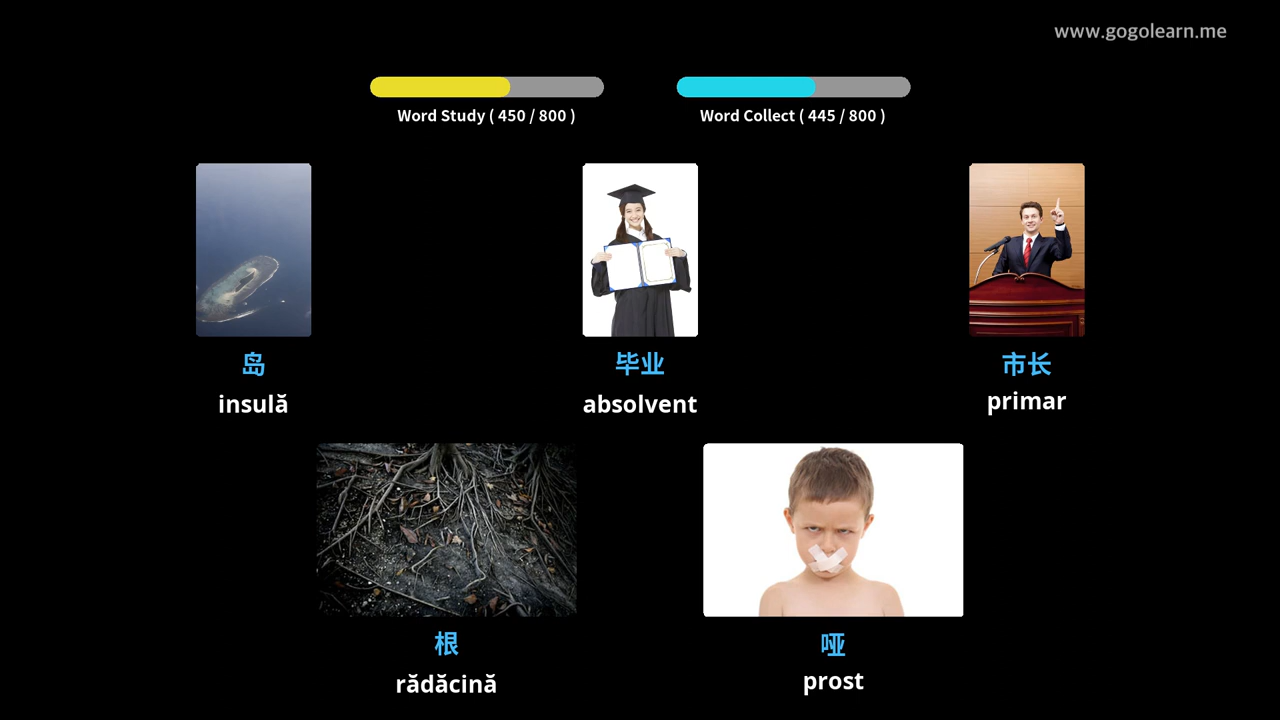 www.gogolearn.me
Word Study ( 450 / 800 )
Word Collect ( 445 / 800 )
岛
毕业
市长
insulă
absolvent
primar
根
哑
rădăcină
prost